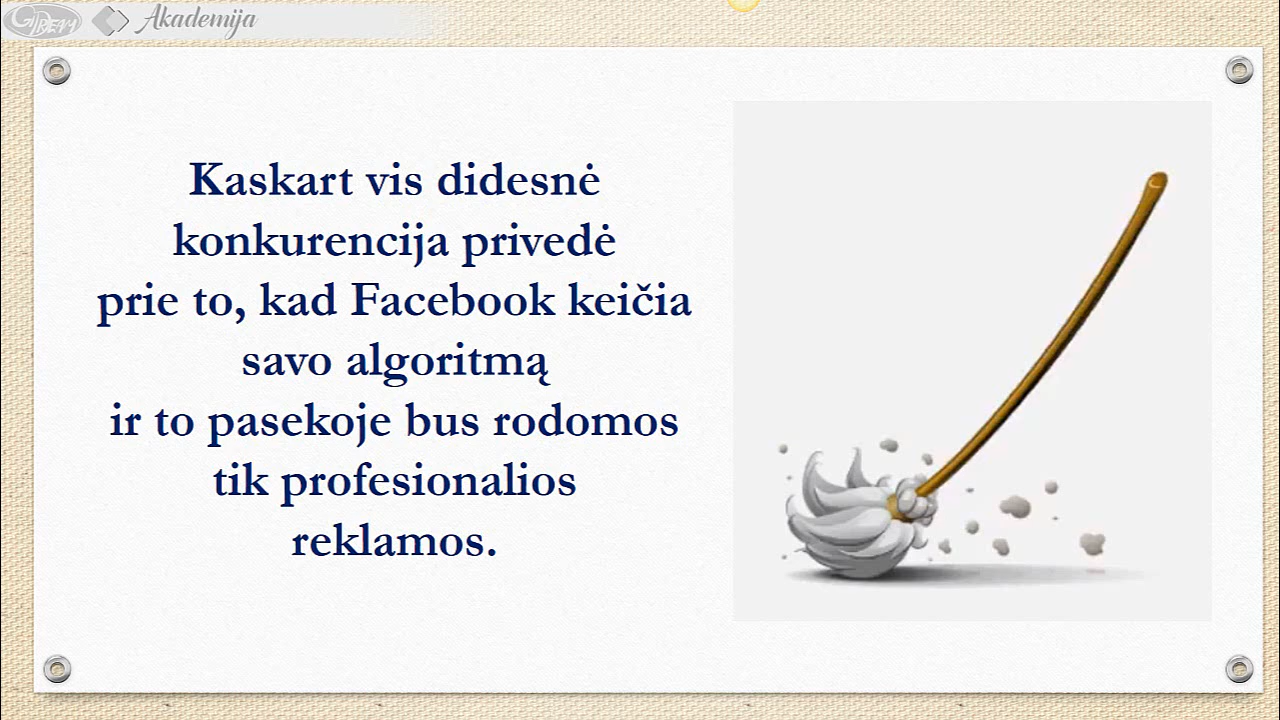 Akademija
Kaskart vis didesnė
konkurencija privedė
prie to, kad Facebook keičia
savo algoritmą
ir to pasekoje bus rodomos
tik profesionalios
reklamos.